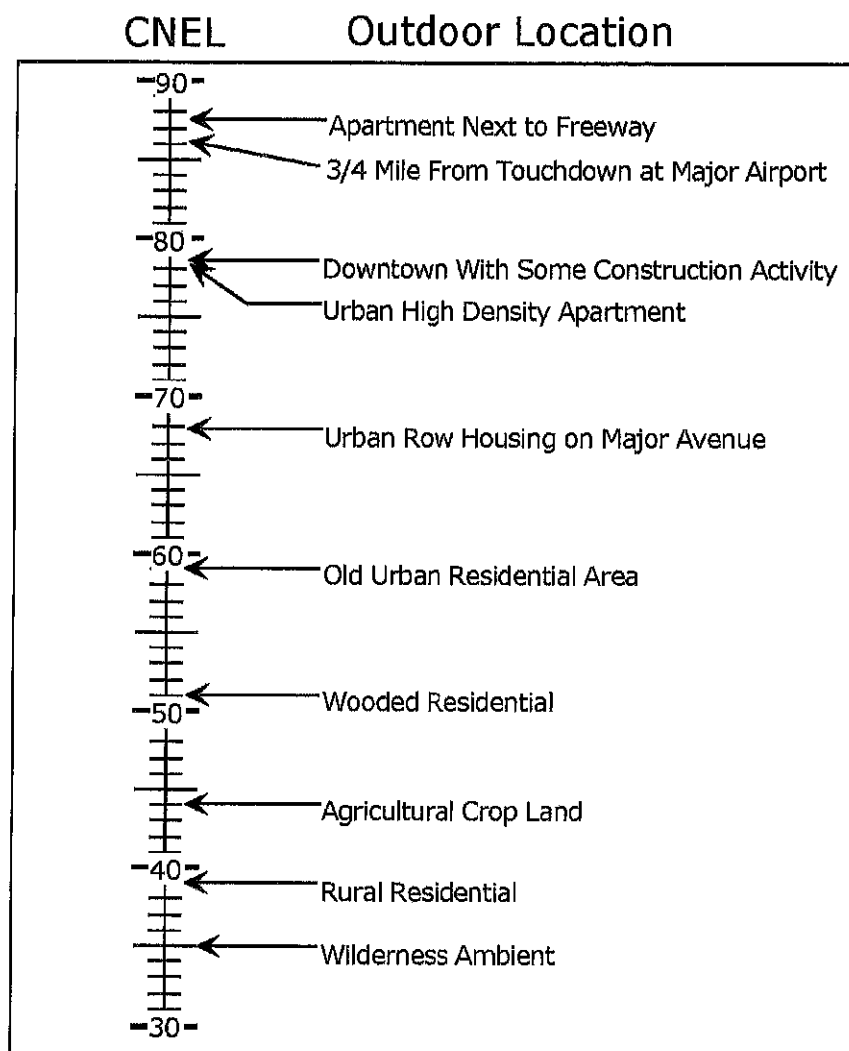 CNEL Outdoor Location
90
Apartment Next to Freeway
3/4 Mile From Touchdown at Major Airport
80
Downtown With Some Construction Activity
Urban High Density Apartment
70
Urban Row Housing on Major Avenue
60
Old Urban Residential Area
Wooded Residential
50
Agricultural Crop Land
40
Rural Residential
Wilderness Ambient
30